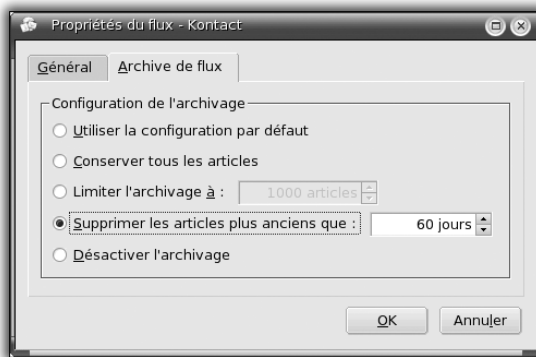 Propriétés du flux - Kontact
Général Archive de flux
Configuration de l'archivage
Utiliser la configuration par défaut
Conserver tous les articles
Limiter l'archivage à : 1000 articles
Supprimer les articles plus anciens que : 60 jours
Désactiver l'archivage
OK Annuler